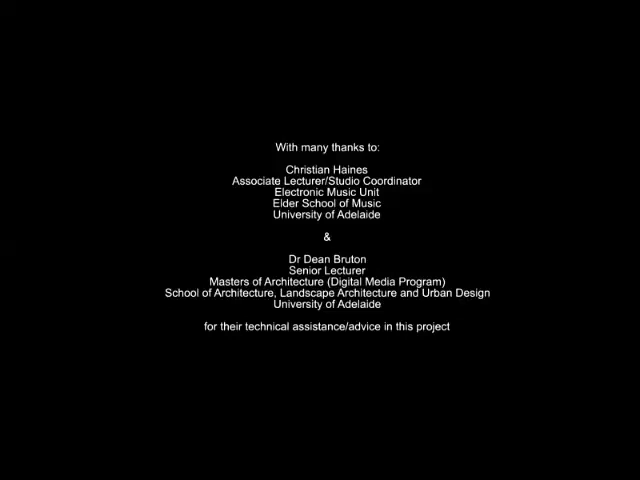 With many thanks to:
Christian Haines
Associate Lecturer/Studio Coordinator
Electronic Music Unit
Elder School of Music
University of Adelaide
&
Dr Dean Bruton
Senior Lecturer
Masters of Architecture (Digital Media Program)
School of Architecture, Landscape Architecture and Urban Design
University of Adelaide
for their technical assistance/advice in this project